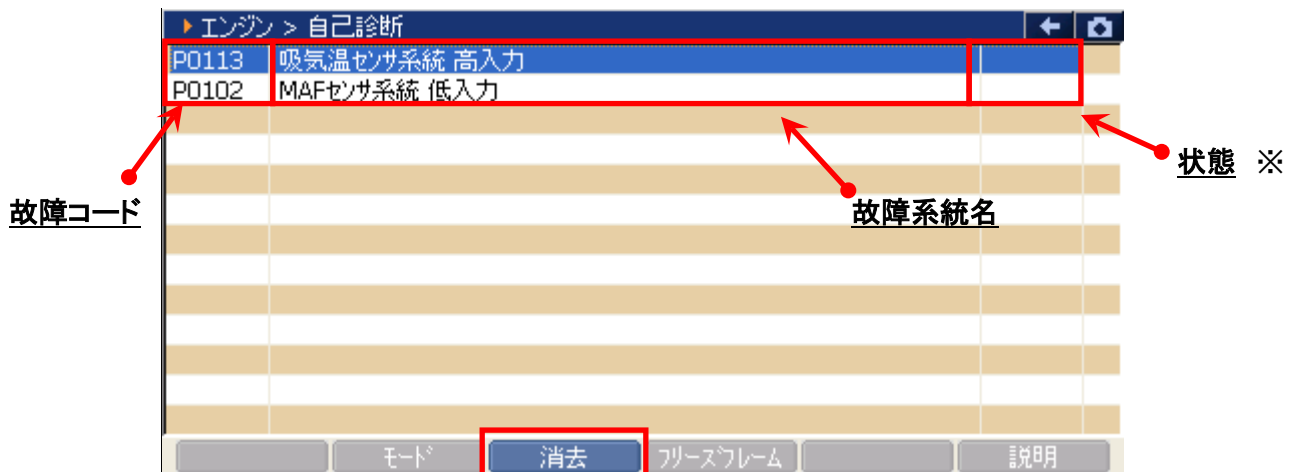 エンジン > 自己診断
P0113 吸気温センサ系統 高入力
P0102 MAFセンサ系統 低入力
状態 ※
故障コード
故障系統名
モード 消去 フリーズフレーム 説明